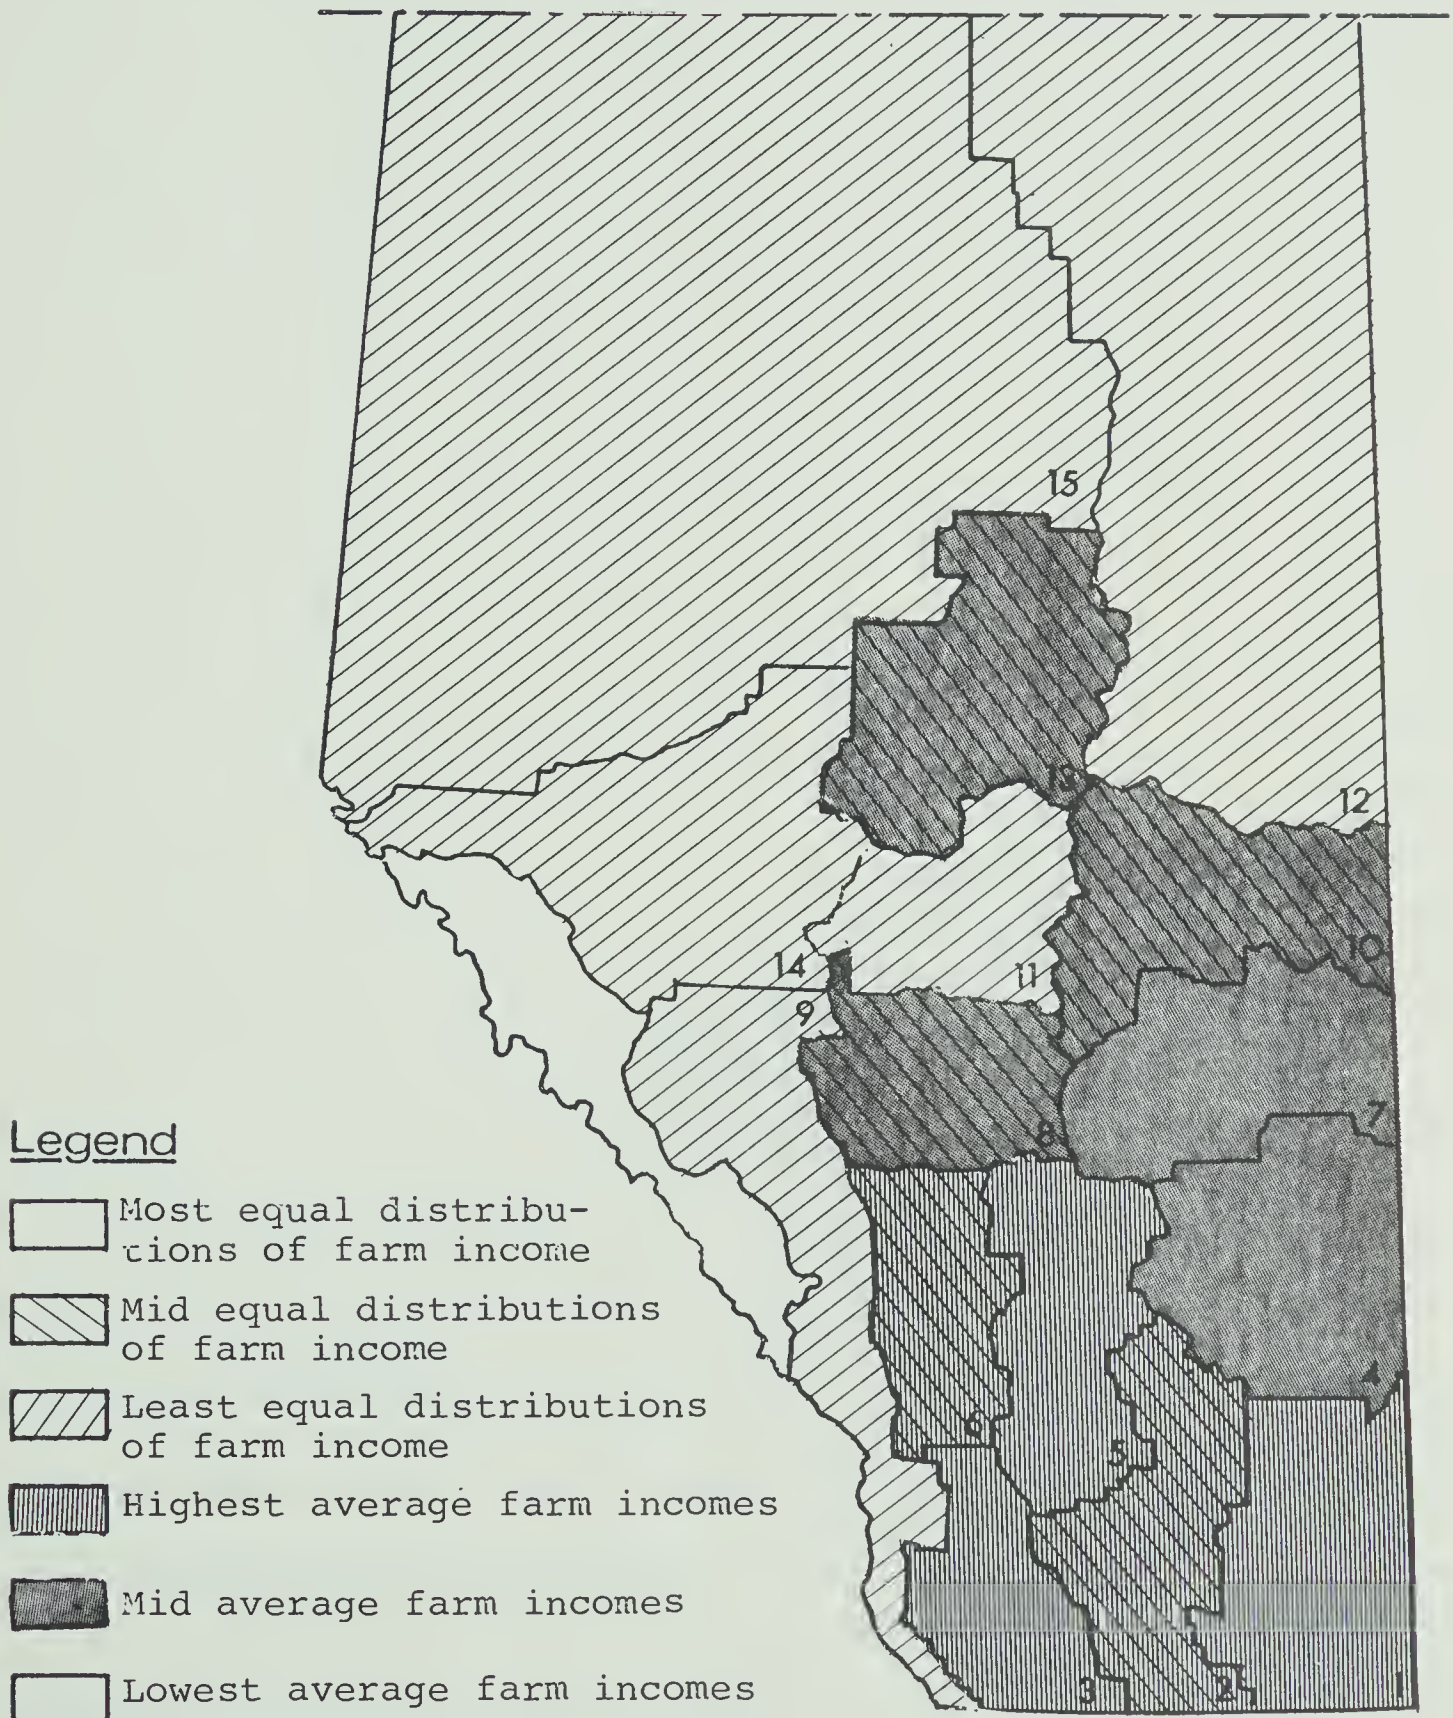 15
13
12
10
14
11
9
7
8
4
6
5
3
2
1
Legend
Most equal distribu-
tions of farm income
Mid equal distributions
of farm income
Least equal distributions
of farm income
Highest average farm incomes
Mid average farm incomes
Lowest average farm incomes